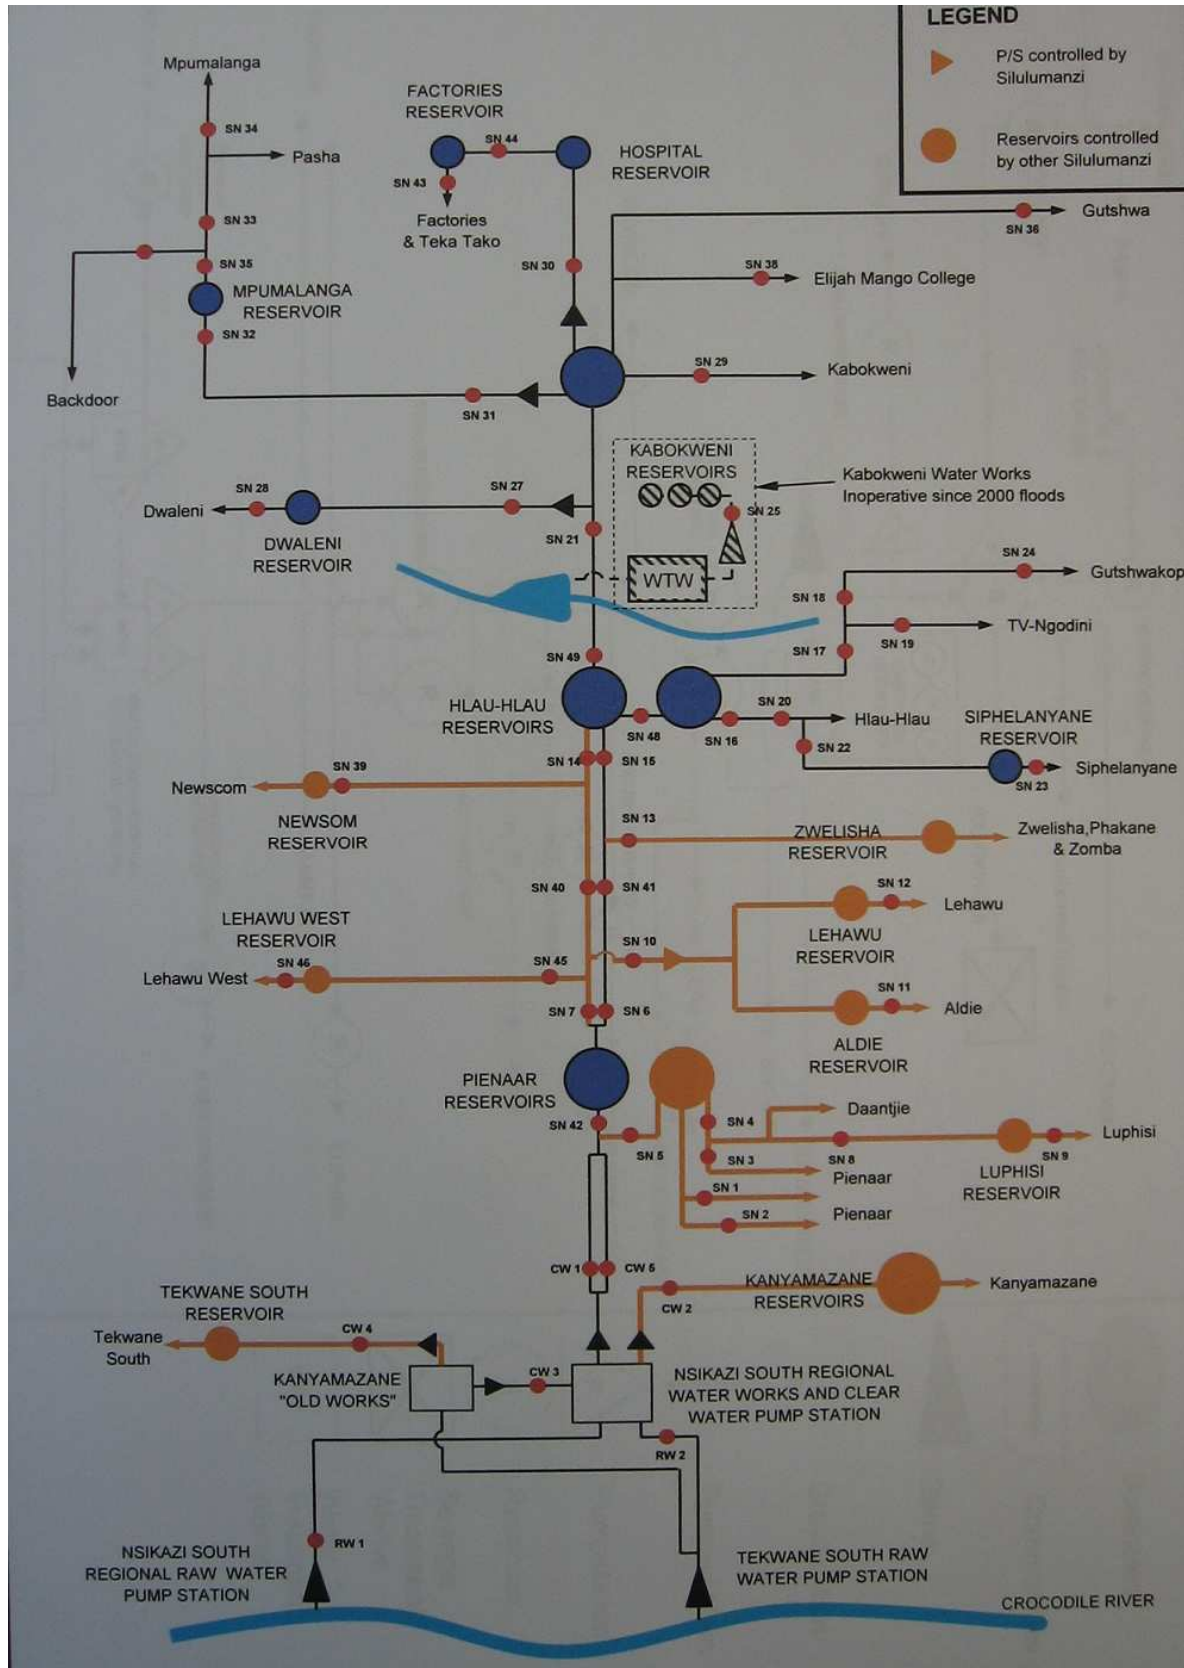 LEGEND
P/S controlled by
Silulumanzi
Reservoirs controlled
by other Silulumanzi
Mpumalanga
SN 34
Pasha
SN 33
SN 35
MPUMALANGA
RESERVOIR
SN 32
Backdoor
SN 31
FACTORIES
RESERVOIR
SN 44
HOSPITAL
RESERVOIR
SN 43
Factories
& Teka Tako
SN 30
Gutshwa
SN 36
SN 38
Elijah Mango College
SN 29
Kabokweni
KABOKWENI
RESERVOIRS
Kabokweni Water Works
Inoperative since 2000 floods
SN 25
WTW
SN 28
SN 27
Dwaleni
DWALENI
RESERVOIR
SN 21
SN 24
Gutshwakop
SN 18
TV-Ngodini
SN 19
SN 17
SN 49
HLAU-HLAU
RESERVOIRS
SN 48
SN 20
SN 16
Hlau-Hlau
SN 22
SIPHELANYANE
RESERVOIR
Siphelanyane
SN 23
SN 14
SN 15
SN 39
Newscom
NEWSOM
RESERVOIR
SN 13
ZWELISHA
RESERVOIR
Zwelisha,Phakane
& Zomba
SN 40
SN 41
SN 12
Lehawu
LEHAWU
RESERVOIR
LEHAWU WEST
RESERVOIR
SN 46
SN 45
Lehawu West
SN 10
SN 11
Aldie
ALDIE
RESERVOIR
SN 7
SN 6
PIENAAR
RESERVOIRS
SN 42
SN 5
SN 4
Daantjie
SN 3
SN 8
SN 9
Luphisi
LUPHISI
RESERVOIR
Pienaar
SN 1
SN 2
Pienaar
CW 1
CW 5
KANYAMAZANE
RESERVOIRS
CW 2
Kanyamazane
TEKWANE SOUTH
RESERVOIR
CW 4
Tekwane
South
KANYAMAZANE
"OLD WORKS"
CW 3
NSIKAZI SOUTH REGIONAL
WATER WORKS AND CLEAR
WATER PUMP STATION
RW 2
RW 1
NSIKAZI SOUTH
REGIONAL RAW WATER
PUMP STATION
TEKWANE SOUTH RAW
WATER PUMP STATION
CROCODILE RIVER